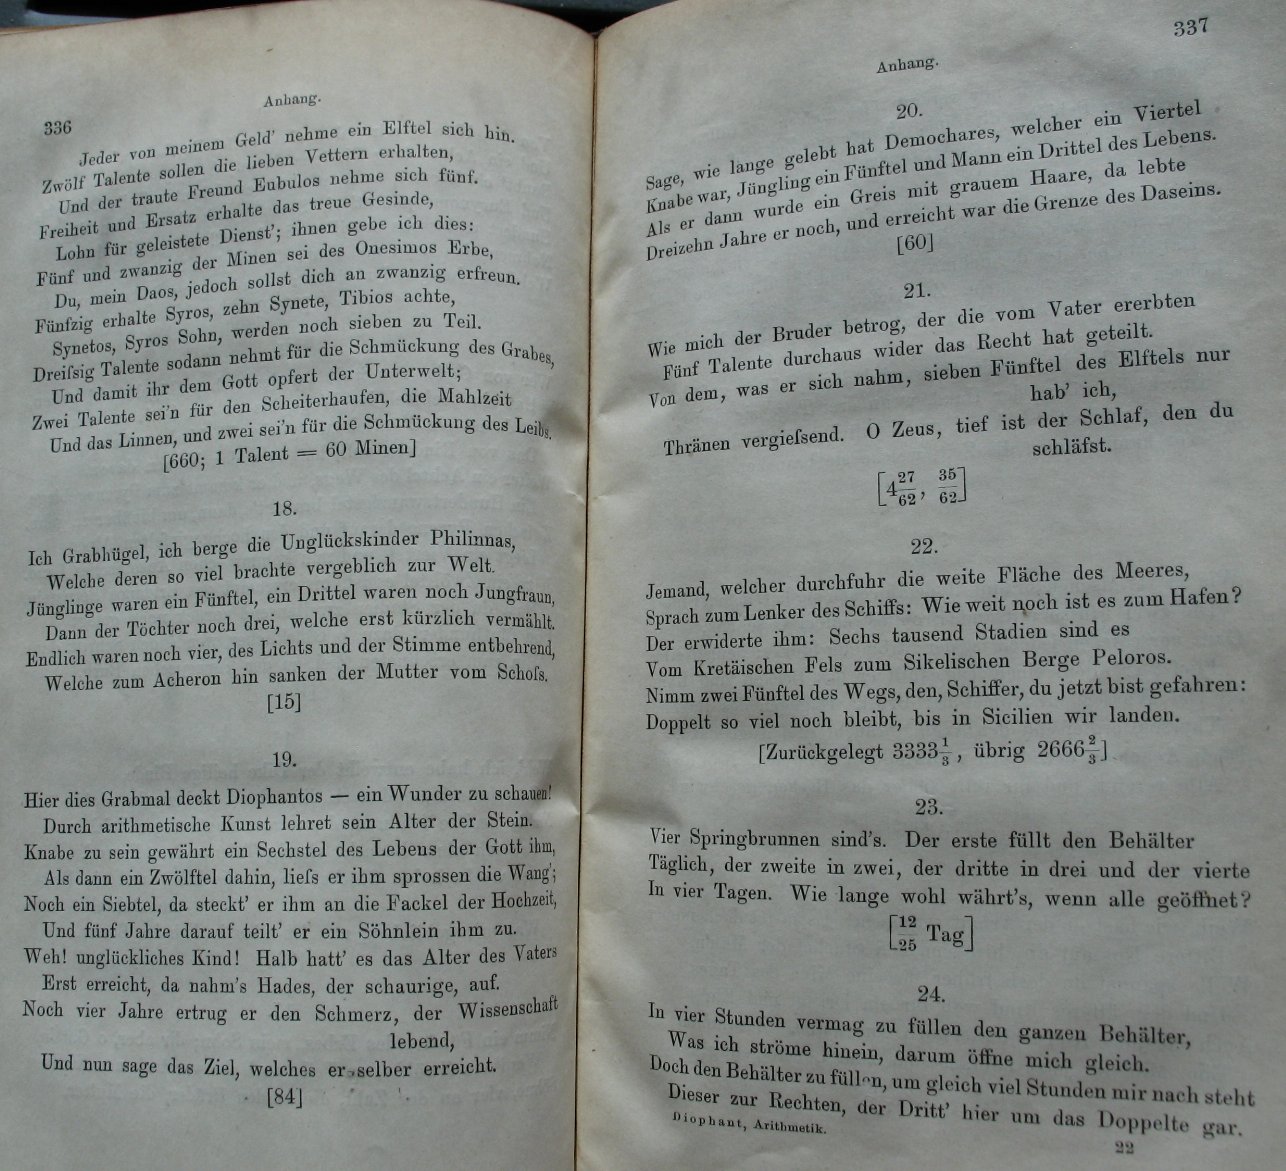 336
Anhang.
Jeder von meinem Geld' nehme ein Elftel sich hin.
Zwölf Talente sollen die lieben Vettern erhalten,
Und der traute Freund Eubulos nehme sich fünf.
Freiheit und Ersatz erhalte das treue Gesinde,
Lohn für geleistete Dienst'; ihnen gebe ich dies:
Fünf und zwanzig der Minen sei des Onesimos Erbe,
Du, mein Daos, jedoch sollst dich an zwanzig erfreun.
Fünfzig erhalte Syros, zehn Synete, Tibios achte,
Synetos, Syros Sohn, werden noch sieben zu Teil.
Dreiſsig Talente sodann nehmt für die Schmückung des Grabes,
Und damit ihr dem Gott opfert der Unterwelt;
Zwei Talente sei'n für den Scheiterhaufen, die Mahlzeit
Und das Linnen, und zwei sei'n für die Schmückung des Leibs.
[660; 1 Talent = 60 Minen]
18.
Ich Grabhügel, ich berge die Unglückskinder Philinnas,
Welche deren so viel brachte vergeblich zur Welt.
Jünglinge waren ein Fünftel, ein Drittel waren noch Jungfraun,
Dann der Töchter noch drei, welche erst kürzlich vermählt.
Endlich waren noch vier, des Lichts und der Stimme entbehrend,
Welche zum Acheron hin sanken der Mutter vom Schoſs.
[15]
19.
Hier dies Grabmal deckt Diophantos — ein Wunder zu schauen!
Durch arithmetische Kunst lehret sein Alter der Stein.
Knabe zu sein gewährt ein Sechstel des Lebens der Gott ihm,
Als dann ein Zwölftel dahin, lieſs er ihm sprossen die Wang';
Noch ein Siebtel, da steckt' er ihm an die Fackel der Hochzeit,
Und fünf Jahre darauf teilt' er ein Söhnlein ihm zu.
Weh! unglückliches Kind! Halb hatt' es das Alter des Vaters
Erst erreicht, da nahm's Hades, der schaurige, auf.
Noch vier Jahre ertrug er den Schmerz, der Wissenschaft
lebend,
Und nun sage das Ziel, welches er selber erreicht.
[84]
337
Anhang.
20.
Sage, wie lange gelebt hat Demochares, welcher ein Viertel
Knabe war, Jüngling ein Fünftel und Mann ein Drittel des Lebens.
Als er dann wurde ein Greis mit grauem Haare, da lebte
Dreizehn Jahre er noch, und erreicht war die Grenze des Daseins.
[60]
21.
Wie mich der Bruder betrog, der die vom Vater ererbten
Fünf Talente durchaus wider das Recht hat geteilt.
Von dem, was er sich nahm, sieben Fünftel des Elftels nur
hab' ich,
Thränen vergieſsend. O Zeus, tief ist der Schlaf, den du
schläfst.
[4 27/62, 35/62]
22.
Jemand, welcher durchfuhr die weite Fläche des Meeres,
Sprach zum Lenker des Schiffs: Wie weit noch ist es zum Hafen?
Der erwiderte ihm: Sechs tausend Stadien sind es
Vom Kretäischen Fels zum Sikelischen Berge Peloros.
Nimm zwei Fünftel des Wegs, den, Schiffer, du jetzt bist gefahren:
Doppelt so viel noch bleibt, bis in Sicilien wir landen.
[Zurückgelegt 3333 1/3, übrig 2666 2/3]
23.
Vier Springbrunnen sind's. Der erste füllt den Behälter
Täglich, der zweite in zwei, der dritte in drei und der vierte
In vier Tagen. Wie lange wohl währt's, wenn alle geöffnet?
[12/25 Tag]
24.
In vier Stunden vermag zu füllen den ganzen Behälter,
Was ich ströme hinein, darum öffne mich gleich.
Doch den Behälter zu füllen, um gleich viel Stunden mir nach steht
Dieser zur Rechten, der Dritt' hier um das Doppelte gar.
Diophant, Arithmetik.
22